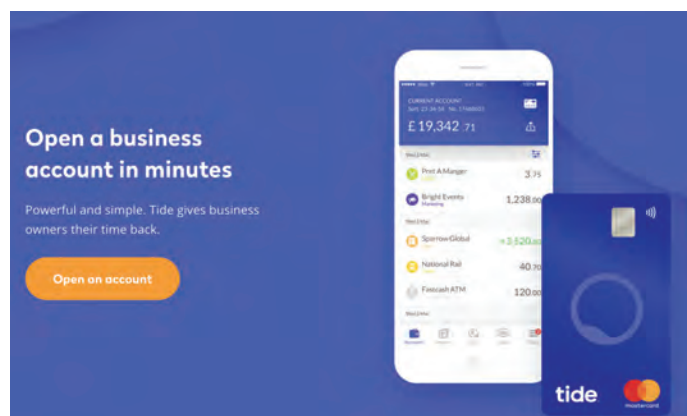 Open a business
account in minutes
Powerful and simple. Tide gives business
owners their time back.
Open an account
CURRENT ACCOUNT
£19,342.71
Pret A Manger
3.75
Bright Events
1,238.00
Marketing
Sparrow Global
+3,520.00
National Rail
40.70
Freecash ATM
120.00
tide
mastercard